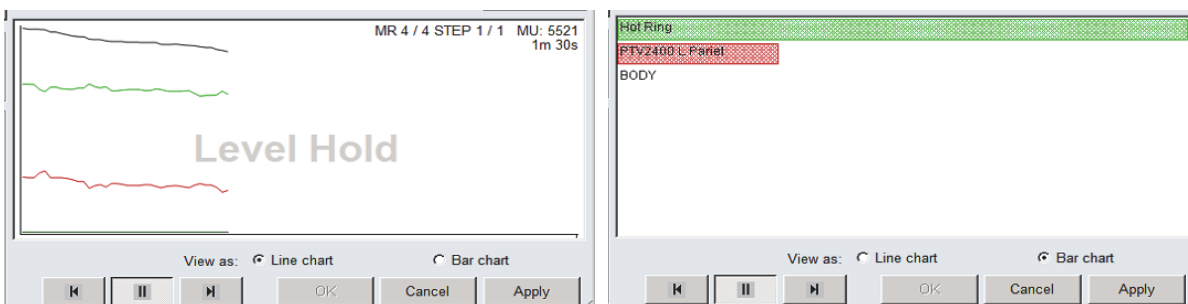 MR 4 / 4 STEP 1 / 1 MU: 5521
1m 30s
Level Hold
View as: Line chart Bar chart
OK Cancel Apply
Hot Ring
PTV2400 L Pariet
BODY
View as: Line chart Bar chart
OK Cancel Apply